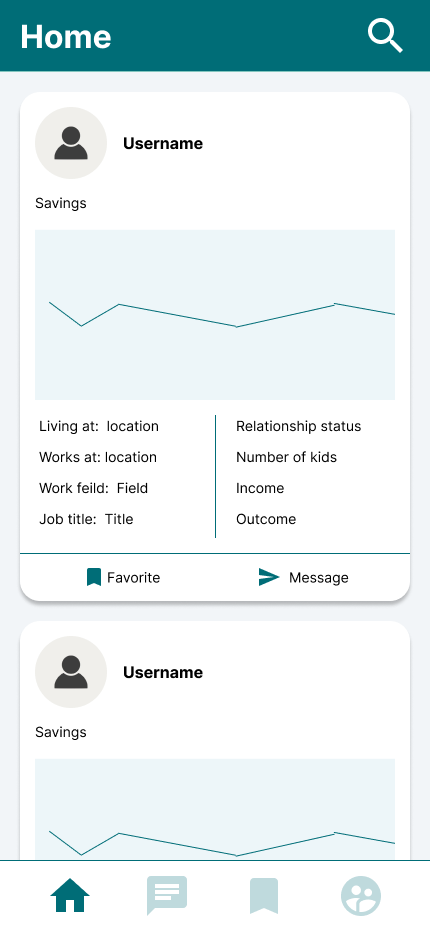 Home
Username
Savings
Living at:  location
Works at: location
Work feild:  Field
Job title:  Title
Relationship status
Number of kids
Income
Outcome
Favorite
Message
Username
Savings